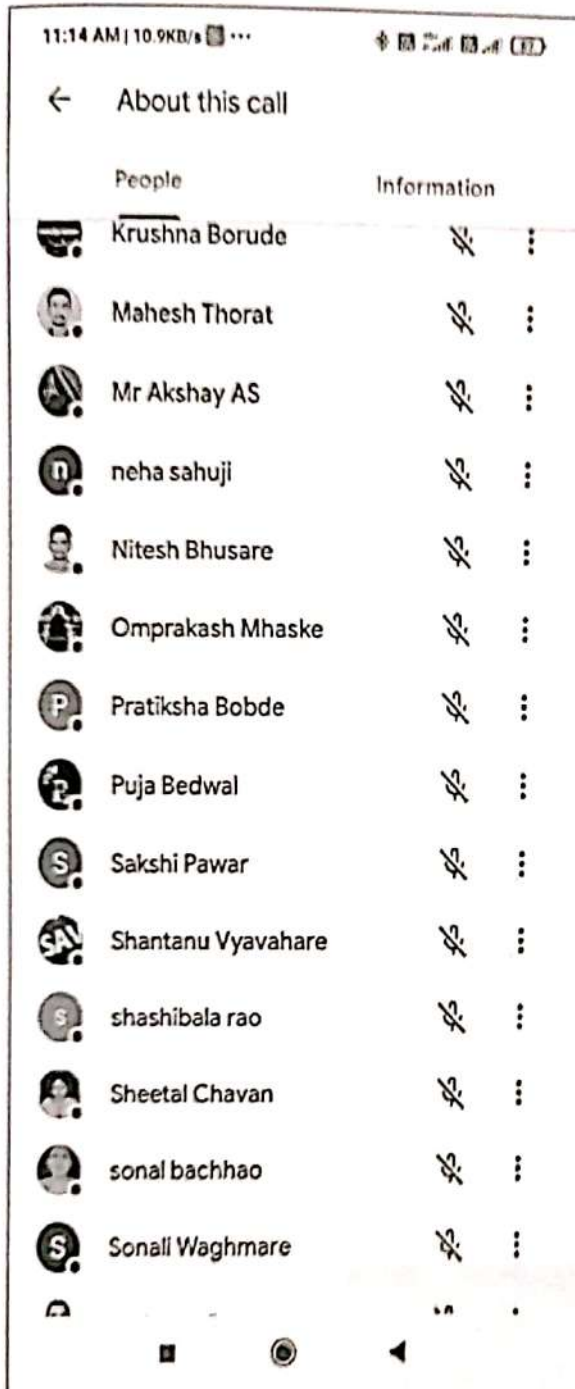 11:14 AM | 10.9KB/s ...
About this call
People Information
Krushna Borude
Mahesh Thorat
Mr Akshay AS
n neha sahuji
Nitesh Bhusare
Omprakash Mhaske
P Pratiksha Bobde
Puja Bedwal
S Sakshi Pawar
SAV Shantanu Vyavahare
s shashibala rao
Sheetal Chavan
sonal bachhao
S Sonali Waghmare